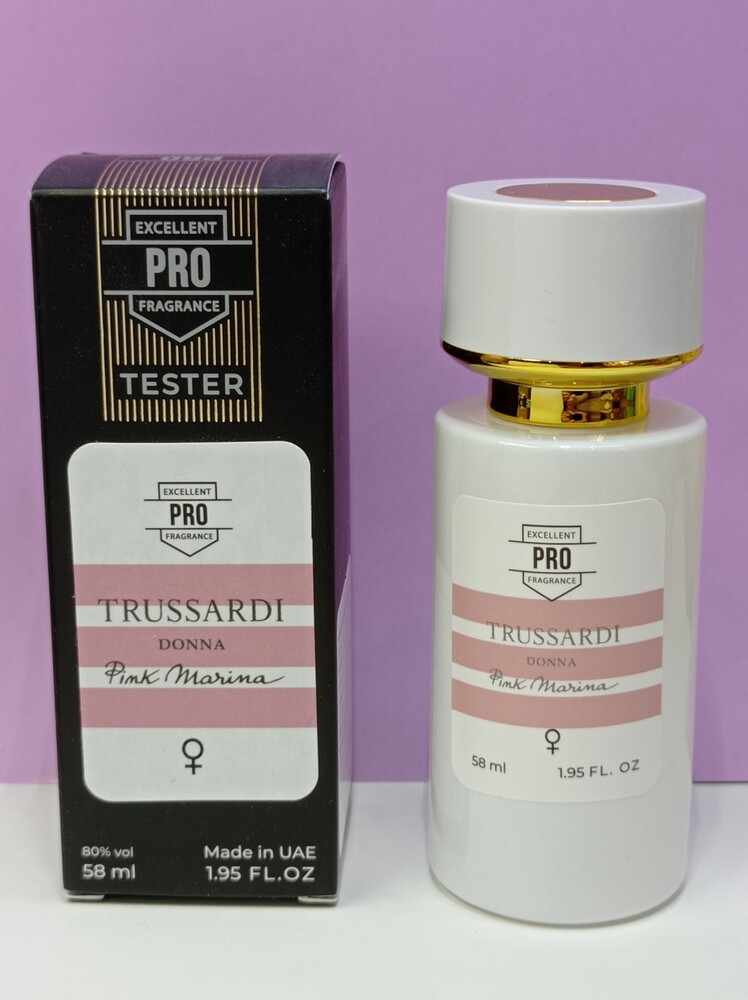 PRO
EXCELLENT
PRO
FRAGRANCE
TESTER
EXCELLENT
PRO
FRAGRANCE
TRUSSARDI
DONNA
Pink Marina
80% vol
58 ml
Made in UAE
1.95 FL.OZ
EXCELLENT
PRO
FRAGRANCE
TRUSSARDI
DONNA
Pink Marina
58 ml
1.95 FL. OZ